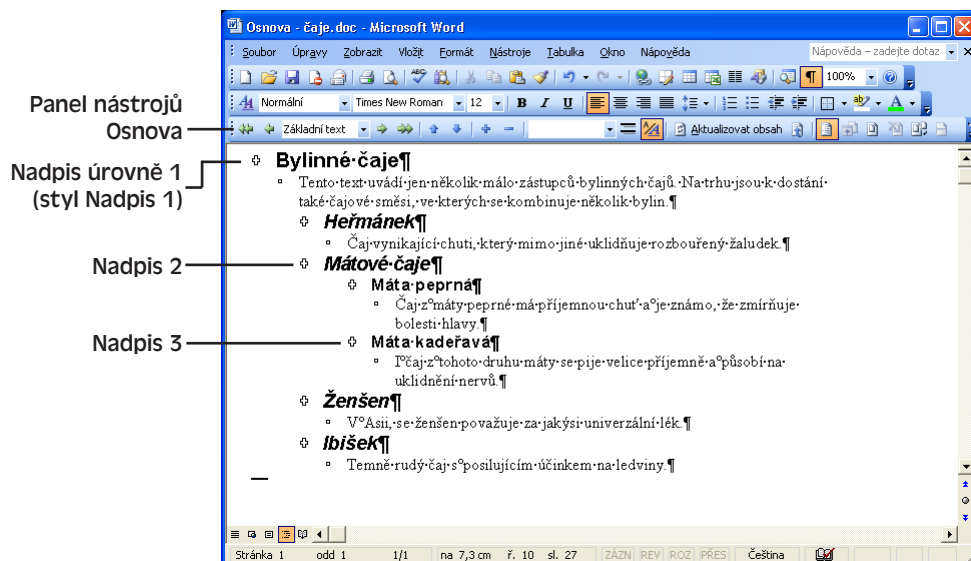 Osnova - čaje.doc - Microsoft Word
Soubor Úpravy Zobrazit Vložit Formát Nástroje Tabulka Okno Nápověda Nápověda – zadejte dotaz
100%
Normální Times New Roman 12 B I U
Panel nástrojů
Osnova
Základní text Aktualizovat obsah
Nadpis úrovně 1
(styl Nadpis 1)
Bylinné·čaje¶
Tento·text·uvádí·jen·několik·málo·zástupců·bylinných·čajů.·Na·trhu·jsou·k·dostání·
také·čajové·směsi,·ve·kterých·se·kombinuje·několik·bylin.¶
Heřmánek¶
Čaj·vynikající·chuti,·který·mimo·jiné·uklidňuje·rozbouřený·žaludek.¶
Nadpis 2
Mátové·čaje¶
Máta·peprná¶
Čaj·z°máty·peprné·má·příjemnou·chuť·a°je·známo,·že·zmírňuje·
bolesti·hlavy.¶
Nadpis 3
Máta·kadeřavá¶
I°čaj·z°tohoto·druhu·máty·se·pije·velice·příjemně·a°působí·na·
uklidnění·nervů.¶
Ženšen¶
V°Asii,·se·ženšen·považuje·za·jakýsi·univerzální·lék.¶
Ibišek¶
Temně·rudý·čaj·s°posilujícím·účinkem·na·ledviny.¶
Stránka 1 odd 1 1/1 na 7,3 cm ř. 10 sl. 27 ZÁZN REV ROZ PŘES Čeština